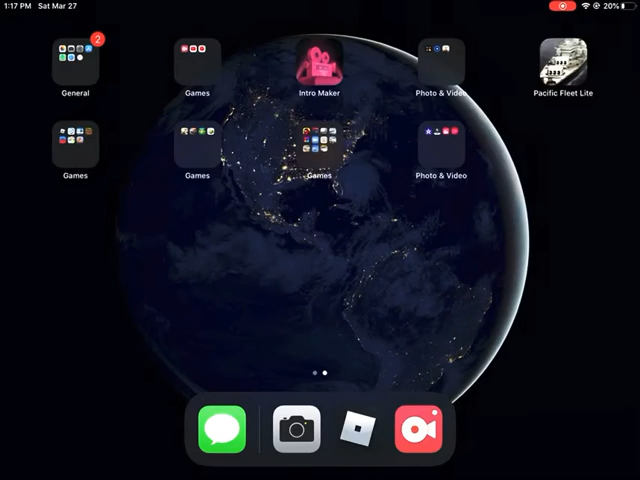 1:17 PM Sat Mar 27
20%
2
General
Games
Intro Maker
Photo & Video
Pacific Fleet Lite
Games
Games
Games
Photo & Video